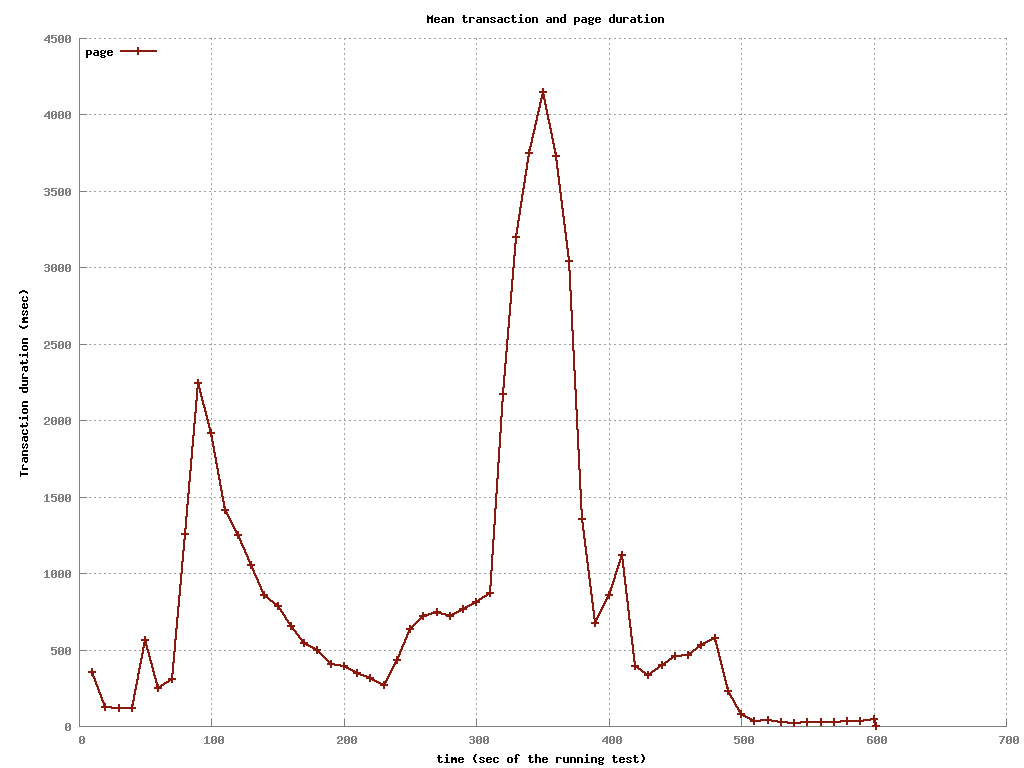 Mean transaction and page duration
page
4500
4000
3500
3000
2500
2000
1500
1000
500
0
Transaction duration (msec)
0 100 200 300 400 500 600 700
time (sec of the running test)